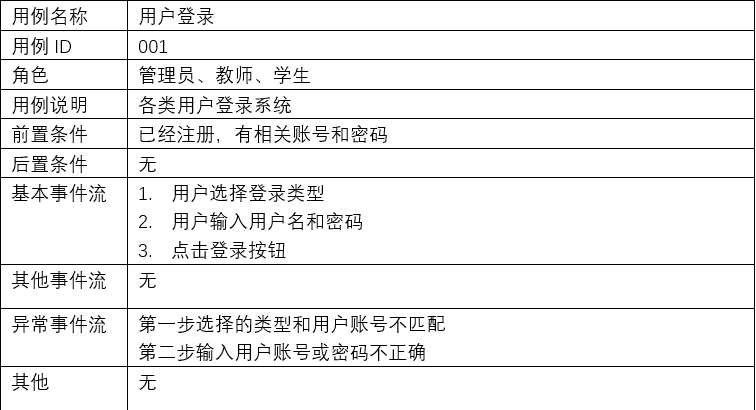 用例名称 用户登录
用例 ID 001
角色 管理员、教师、学生
用例说明 各类用户登录系统
前置条件 已经注册，有相关账号和密码
后置条件 无
基本事件流 1. 用户选择登录类型
2. 用户输入用户名和密码
3. 点击登录按钮
其他事件流 无
异常事件流 第一步选择的类型和用户账号不匹配
第二步输入用户账号或密码不正确
其他 无